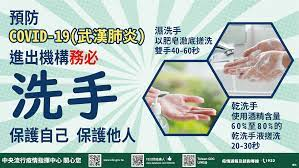 預防
COVID-19(武漢肺炎)
進出機構務必
洗手
保護自己 保護他人
濕洗手
以肥皂澈底搓洗
雙手40-60秒
乾洗手
使用酒精含量
60%至80%的
乾洗手液搓洗
20-30秒
中央流行疫情指揮中心 關心您